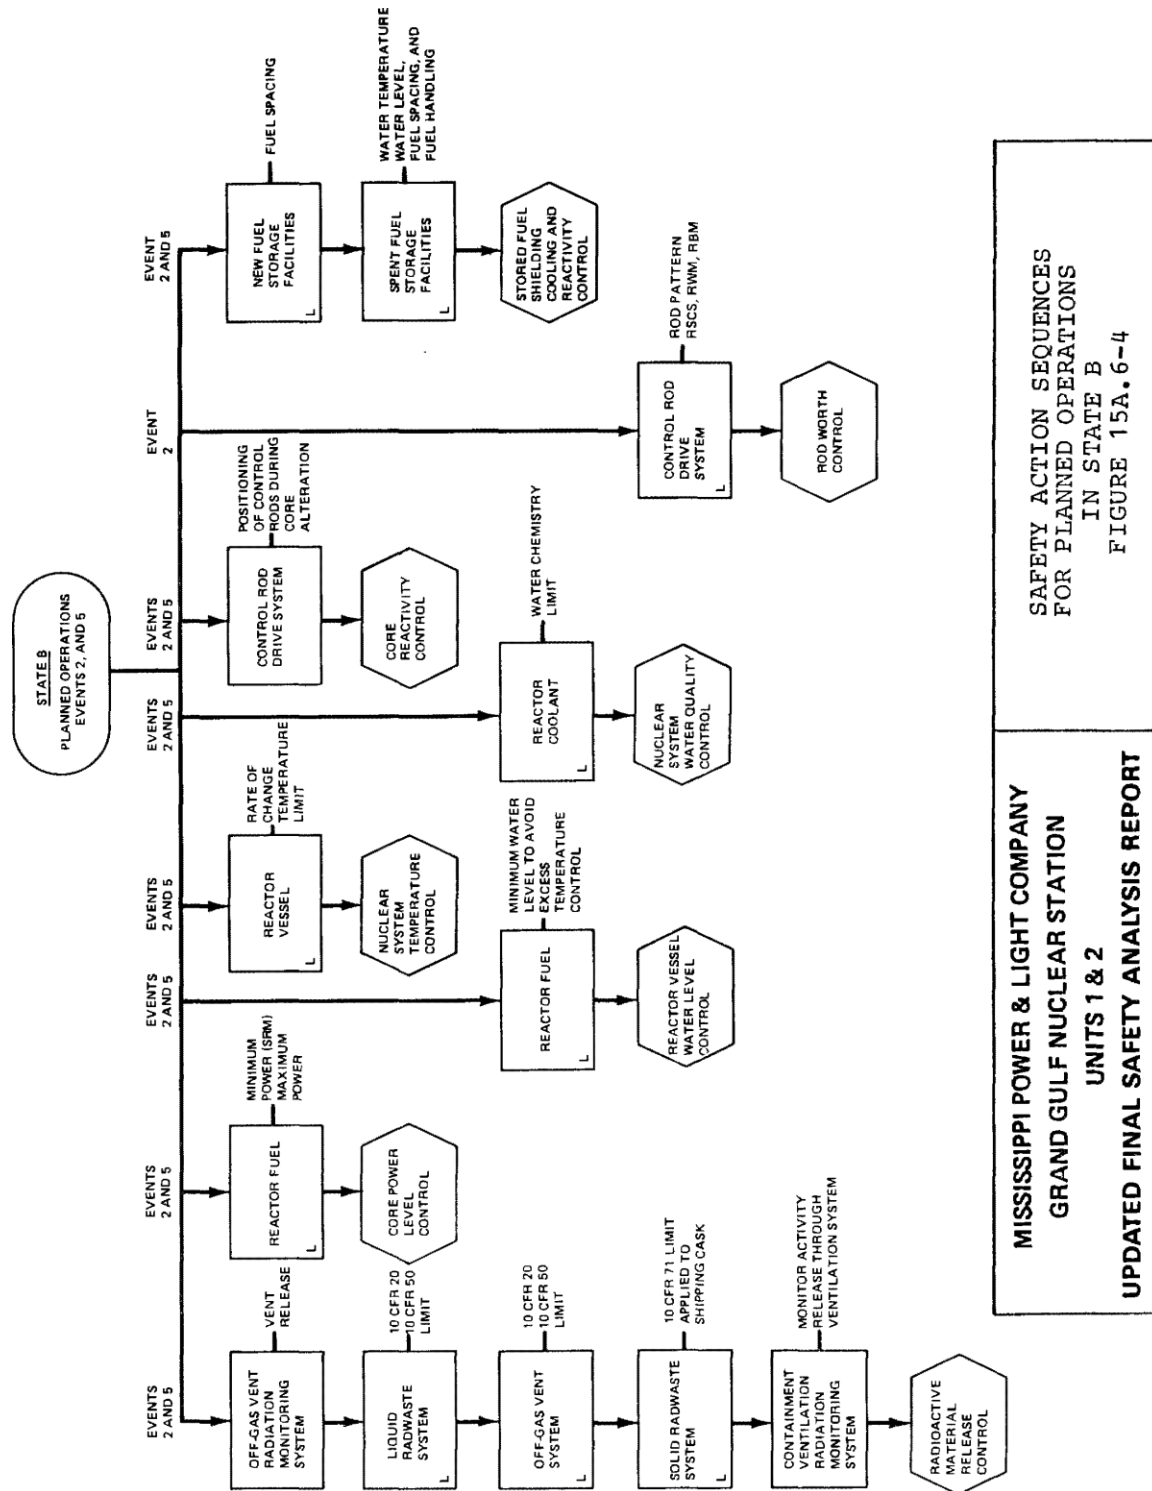 STATE B
PLANNED OPERATIONS
EVENTS 2, AND 5
EVENTS
2 AND 5
OFF-GAS VENT
RADIATION
MONITORING
SYSTEM
VENT
RELEASE
LIQUID
RADWASTE
SYSTEM
L
10 CFR 20
10 CFR 50
LIMIT
OFF-GAS VENT
SYSTEM
L
10 CFR 20
10 CFR 50
LIMIT
SOLID RADWASTE
SYSTEM
L
10 CFR 71 LIMIT
APPLIED TO
SHIPPING CASK
CONTAINMENT
VENTILATION
RADIATION
MONITORING
SYSTEM
MONITOR ACTIVITY
RELEASE THROUGH
VENTILATION SYSTEM
RADIOACTIVE
MATERIAL
RELEASE
CONTROL
EVENTS
2 AND 5
REACTOR FUEL
L
MINIMUM
POWER (SRM)
MAXIMUM
POWER
CORE POWER
LEVEL
CONTROL
EVENTS
2 AND 5
REACTOR FUEL
L
MINIMUM WATER
LEVEL TO AVOID
EXCESS
TEMPERATURE
CONTROL
REACTOR VESSEL
WATER LEVEL
CONTROL
EVENTS
2 AND 5
REACTOR
VESSEL
L
RATE OF
CHANGE
TEMPERATURE
LIMIT
NUCLEAR
SYSTEM
TEMPERATURE
CONTROL
EVENTS
2 AND 5
REACTOR
COOLANT
L
WATER CHEMISTRY
LIMIT
NUCLEAR
SYSTEM
WATER QUALITY
CONTROL
EVENTS
2 AND 5
CONTROL ROD
DRIVE SYSTEM
L
POSITIONING
OF CONTROL
RODS DURING
CORE
ALTERATION
CORE
REACTIVITY
CONTROL
EVENT
2
CONTROL ROD
DRIVE
SYSTEM
L
ROD PATTERN
RSCS, RWM, RBM
ROD WORTH
CONTROL
EVENT
2 AND 5
NEW FUEL
STORAGE
FACILITIES
L
FUEL SPACING
SPENT FUEL
STORAGE
FACILITIES
L
WATER TEMPERATURE
WATER LEVEL,
FUEL SPACING, AND
FUEL HANDLING
STORED FUEL
SHIELDING
COOLING AND
REACTIVITY
CONTROL
MISSISSIPPI POWER & LIGHT COMPANY
GRAND GULF NUCLEAR STATION
UNITS 1 & 2
UPDATED FINAL SAFETY ANALYSIS REPORT
SAFETY ACTION SEQUENCES
FOR PLANNED OPERATIONS
IN STATE B
FIGURE 15A.6-4